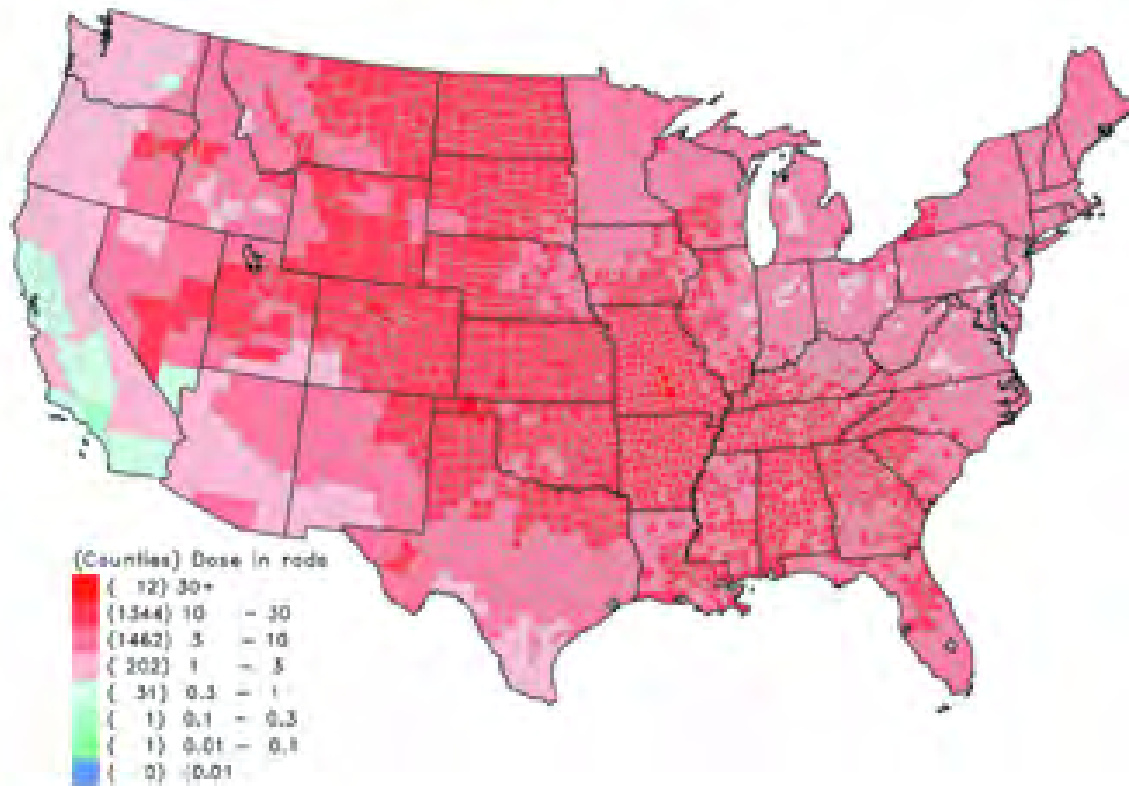 (Counties) Dose in rads
( 12) 30+
(1344) 10 - 30
(1462) 3 - 10
( 202) 1 - 3
( 31) 0.3 - 1
( 1) 0.1 - 0.3
( 1) 0.01 - 0.1
( 0) <0.01